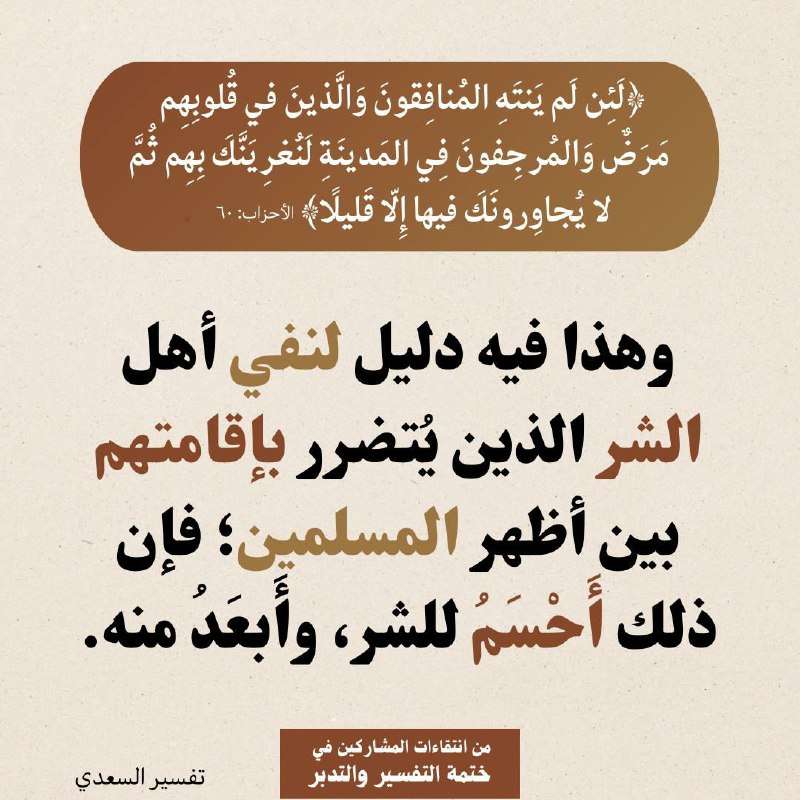 ﴿لَئِن لَم يَنتَهِ المُنافِقونَ وَالَّذينَ في قُلوبِهِم
مَرَضٌ وَالمُرجِفونَ فِي المَدينَةِ لَنُغرِيَنَّكَ بِهِم ثُمَّ
لا يُجاوِرونَكَ فيها إِلّا قَليلًا﴾ الأحزاب: ٦٠
وهذا فيه دليل لنفي أهل
الشر الذين يُتضرر بإقامتهم
بين أظهر المسلمين؛ فإن
ذلك أَحْسَمُ للشر، وأَبعَدُ منه.
من انتقاءات المشاركين في
ختمة التفسير والتدبر
تفسير السعدي